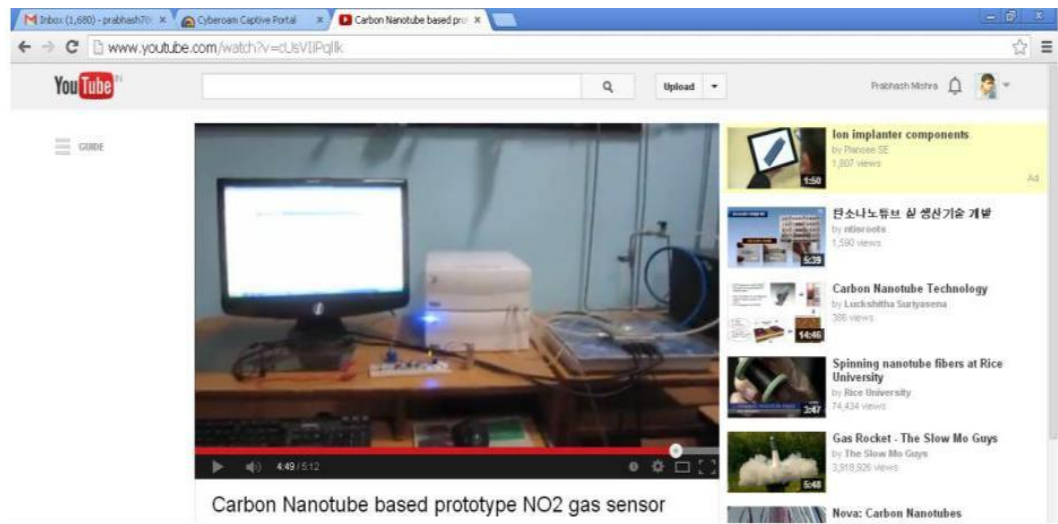 Inbox (1,680) - prabhash78
Cyberoam Captive Portal
Carbon Nanotube based pro
www.youtube.com/watch?v=
YouTube IN
Upload
Prabhash Mishra
GUIDE
4:49 / 5:12
Carbon Nanotube based prototype NO2 gas sensor
Ion implanter components
by Plansee SE
1,807 views
Ad
1:50
탄소나노튜브 실 생산기술 개발
by ntisroots
1,590 views
5:39
Carbon Nanotube Technology
by Luckshitha Suriyasena
386 views
14:46
Spinning nanotube fibers at Rice
University
by Rice University
74,434 views
3:47
Gas Rocket - The Slow Mo Guys
by The Slow Mo Guys
3,918,926 views
5:48
Nova: Carbon Nanotubes